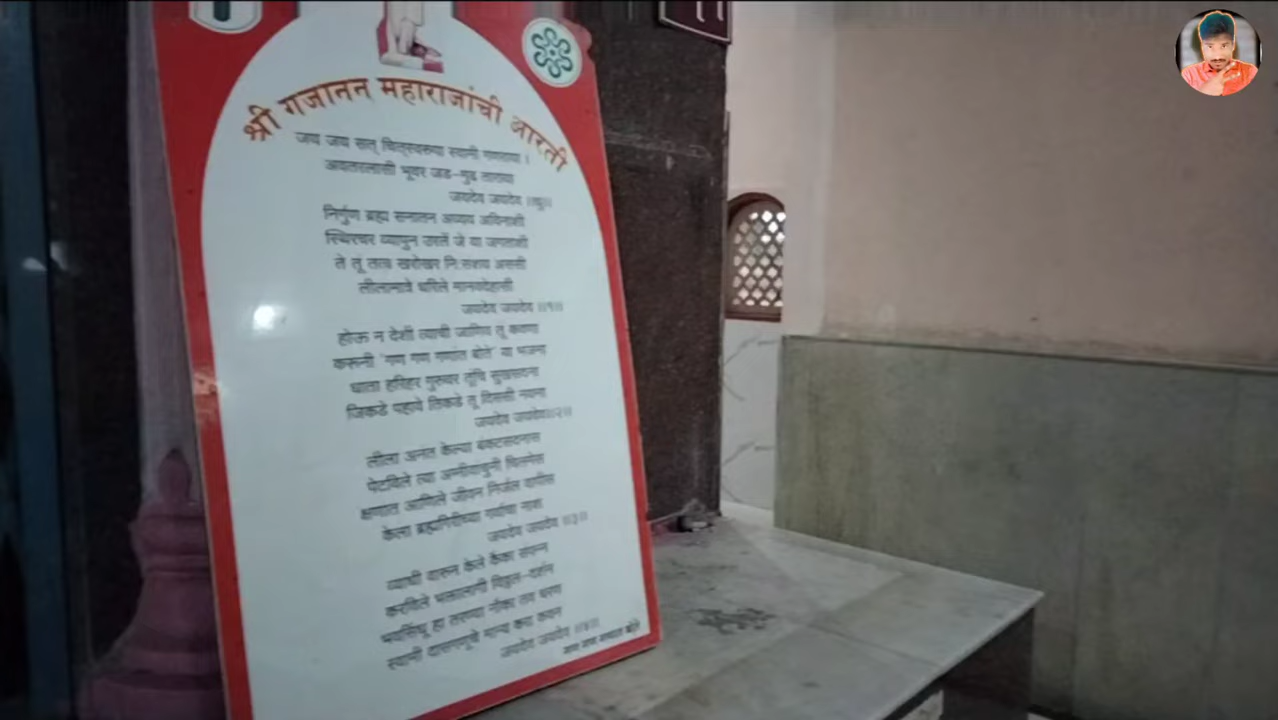 श्री गजानन महाराजांची आरती
जय जय सत् चित्स्वरुपा स्वामी गणराया ।
अवतरलासी भूवर जड-मुढ ताराया
जयदेव जयदेव ।।धृ।।
निर्गुण ब्रह्म सनातन अव्यय अविनाशी
स्थिरचर व्यापुन उरलें जे या जगताशी
ते तूं तत्व खरोखर नि:संशय अससी
लीलामात्रे धरिले मानवदेहासी
जयदेव जयदेव ।।१।।
होऊ न देशी त्याची जाणिव तू कवणा
करूनी 'गण गण गणांत बोते' या भजना
धाता हरिहर गुरुवर तूंचि सुखसदना
जिकडे पहावे तिकडे तू दिससी नयना
जयदेव जयदेव।।२।।
लीला अनंत केल्या बंकटसदनास
पेटविले त्या अग्नीवाचुनी चिलमेस
क्षणात आणिले जीवन निर्जल वापीस
केला ब्रह्मगिरीच्या गर्वाचा नाश
जयदेव जयदेव ।।३।।
व्याधी वारून केले कैका संपन्न
करविले भक्तालागी विठ्ठल-दर्शन
भवसिंधू हा तरण्या नौका तव चरण
स्वामी दासगणूचे मान्य करा कवन
जयदेव जयदेव ।।४।।
गण गण गणात बोते